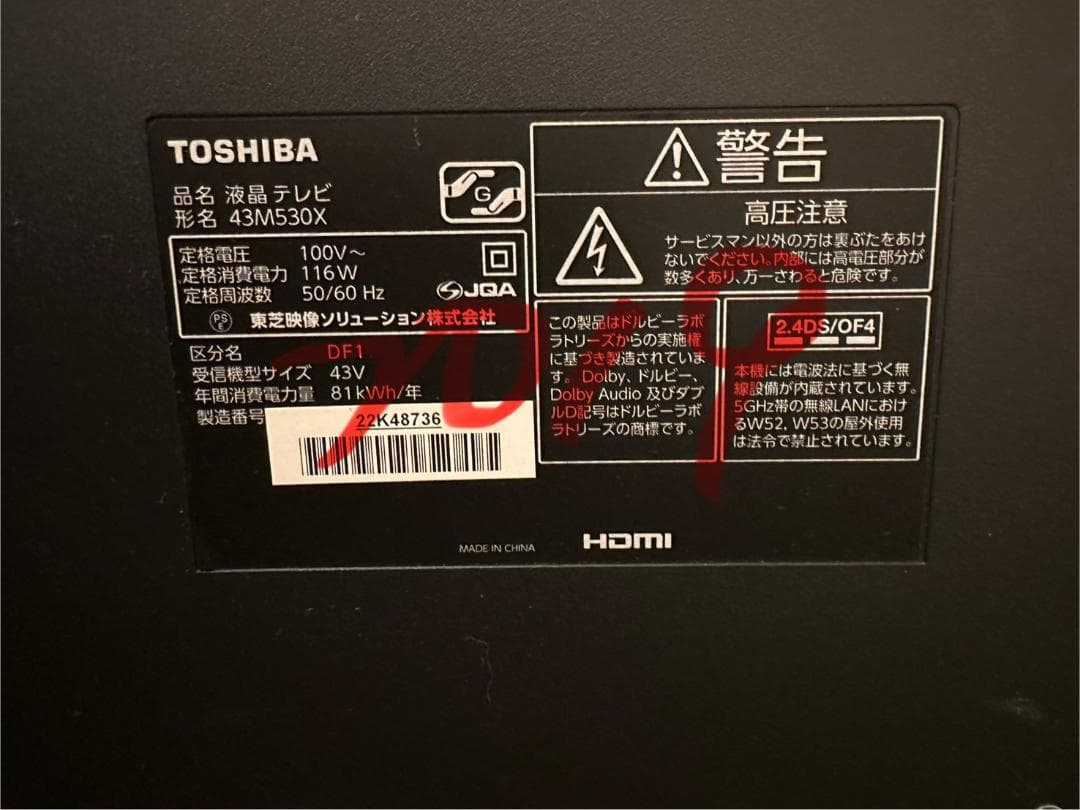 TOSHIBA
品名 液晶テレビ
形名 43M530X
G
定格電圧 100V～
定格消費電力 116W
定格周波数 50/60 Hz
JQA
PS
E
東芝映像ソリューション株式会社
区分名 DF1
受信機型サイズ 43V
年間消費電力量 81kWh/年
製造番号 22K48736
警告
高圧注意
サービスマン以外の方は裏ぶたをあけ
ないでください。内部には高電圧部分が
数多くあり、万一さわると危険です。
この製品はドルビーラボ
ラトリーズからの実施権
に基づき製造されていま
す。Dolby、ドルビー、
Dolby Audio 及びダブ
ルD記号はドルビーラボ
ラトリーズの商標です。
2.4DS/OF4
本機には電波法に基づく無
線設備が内蔵されています。
5GHz帯の無線LANにおけ
るW52, W53の屋外使用
は法令で禁止されています。
MADE IN CHINA
HDMI